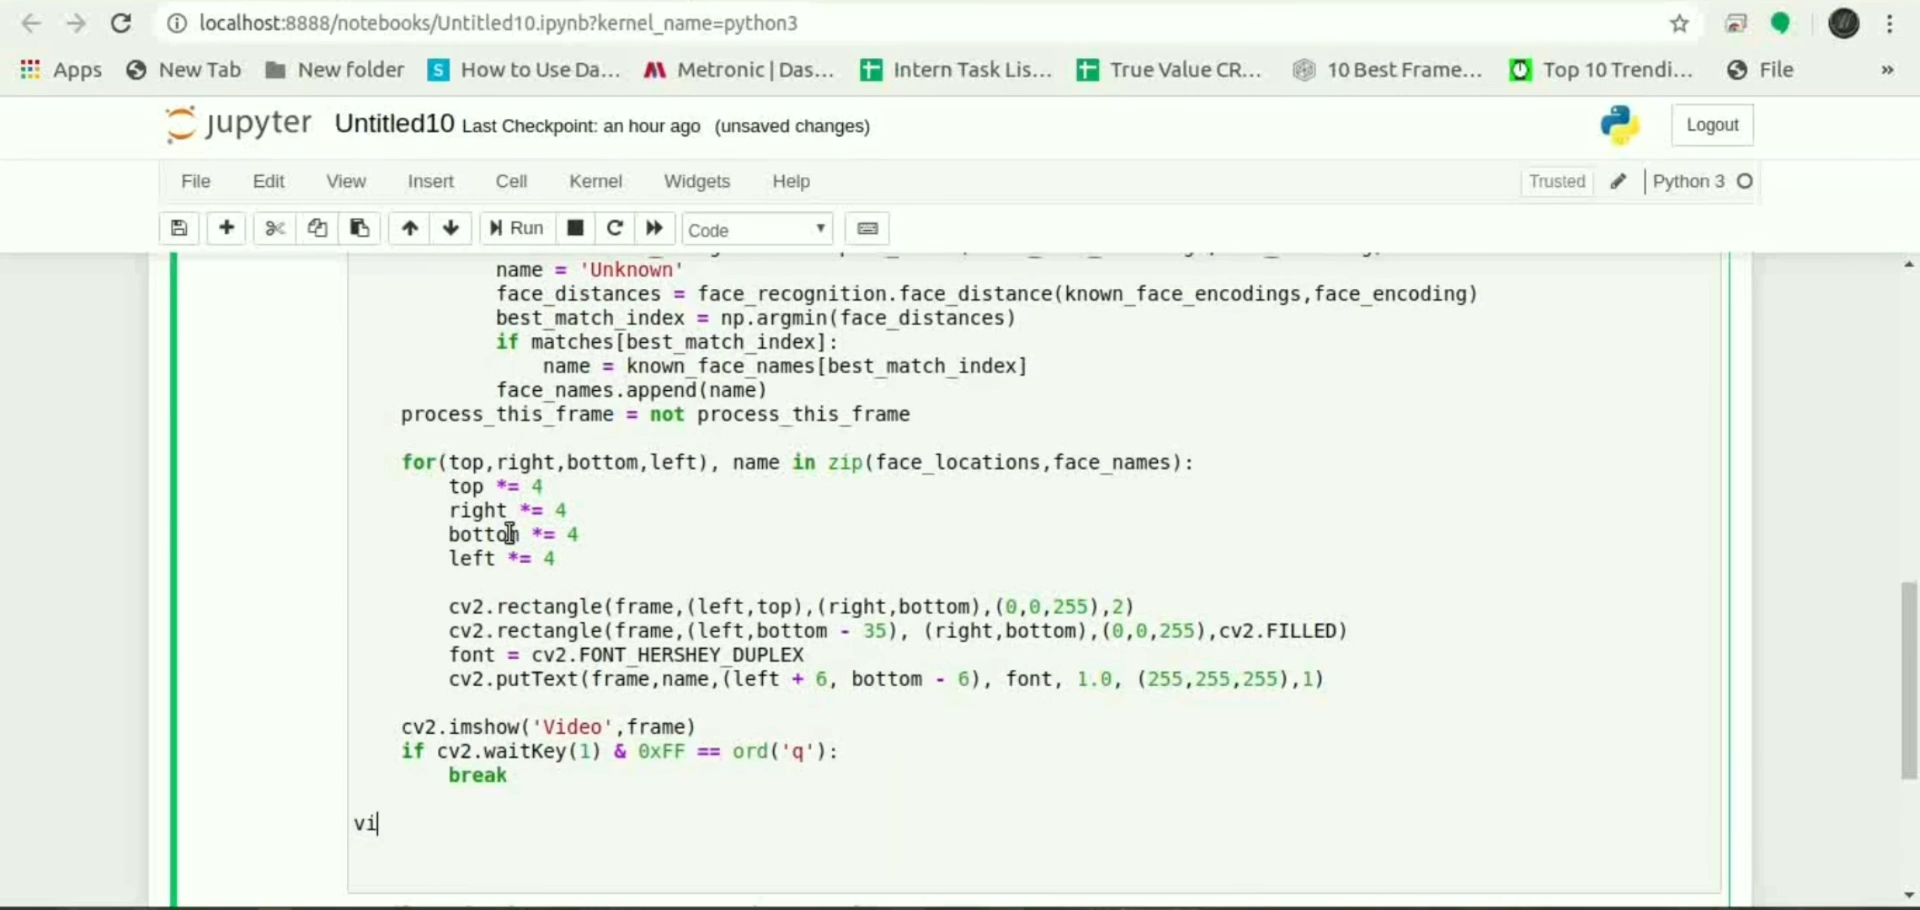 localhost:8888/notebooks/Untitled10.ipynb?kernel_name=python3
Apps New Tab New folder S How to Use Da... Metronic | Das... Intern Task Lis... True Value CR... 10 Best Frame... Top 10 Trendi... File »
jupyter Untitled10 Last Checkpoint: an hour ago (unsaved changes) Logout
File Edit View Insert Cell Kernel Widgets Help Trusted Python 3
Run Code
name = 'Unknown'
face_distances = face_recognition.face_distance(known_face_encodings,face_encoding)
best_match_index = np.argmin(face_distances)
if matches[best_match_index]:
name = known_face_names[best_match_index]
face_names.append(name)
process_this_frame = not process_this_frame
for(top,right,bottom,left), name in zip(face_locations,face_names):
top *= 4
right *= 4
bottom *= 4
left *= 4
cv2.rectangle(frame,(left,top),(right,bottom),(0,0,255),2)
cv2.rectangle(frame,(left,bottom - 35), (right,bottom),(0,0,255),cv2.FILLED)
font = cv2.FONT_HERSHEY_DUPLEX
cv2.putText(frame,name,(left + 6, bottom - 6), font, 1.0, (255,255,255),1)
cv2.imshow('Video',frame)
if cv2.waitKey(1) & 0xFF == ord('q'):
break
vi